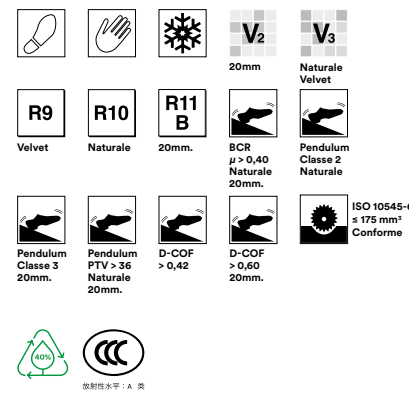 V2
V3
20mm
Naturale
Velvet
R9
R10
R11
B
Velvet
Naturale
20mm.
BCR
μ > 0,40
Naturale
20mm.
Pendulum
Classe 2
Naturale
ISO 10545-6
≤ 175 mm³
Conforme
Pendulum
Classe 3
20mm.
Pendulum
PTV > 36
Naturale
20mm.
D-COF
> 0,42
D-COF
> 0,60
20mm.
40%
CCC
放射性水平：A 类